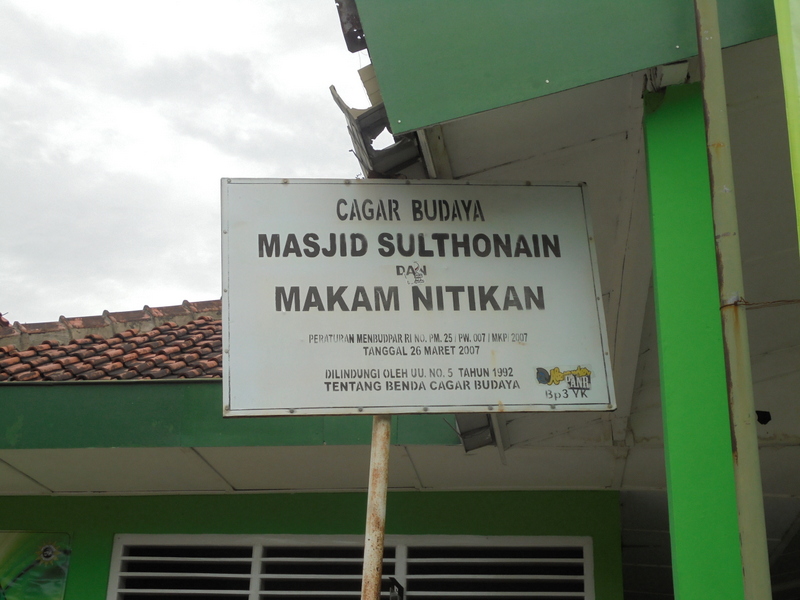 CAGAR BUDAYA
MASJID SULTHONAIN
DAN
MAKAM NITIKAN
PERATURAN MENBUDPAR RI NO. PM. 25 / PW. 007 / MKP/ 2007
TANGGAL 26 MARET 2007
DILINDUNGI OLEH UU. NO. 5 TAHUN 1992
TENTANG BENDA CAGAR BUDAYA
Bp3 YK